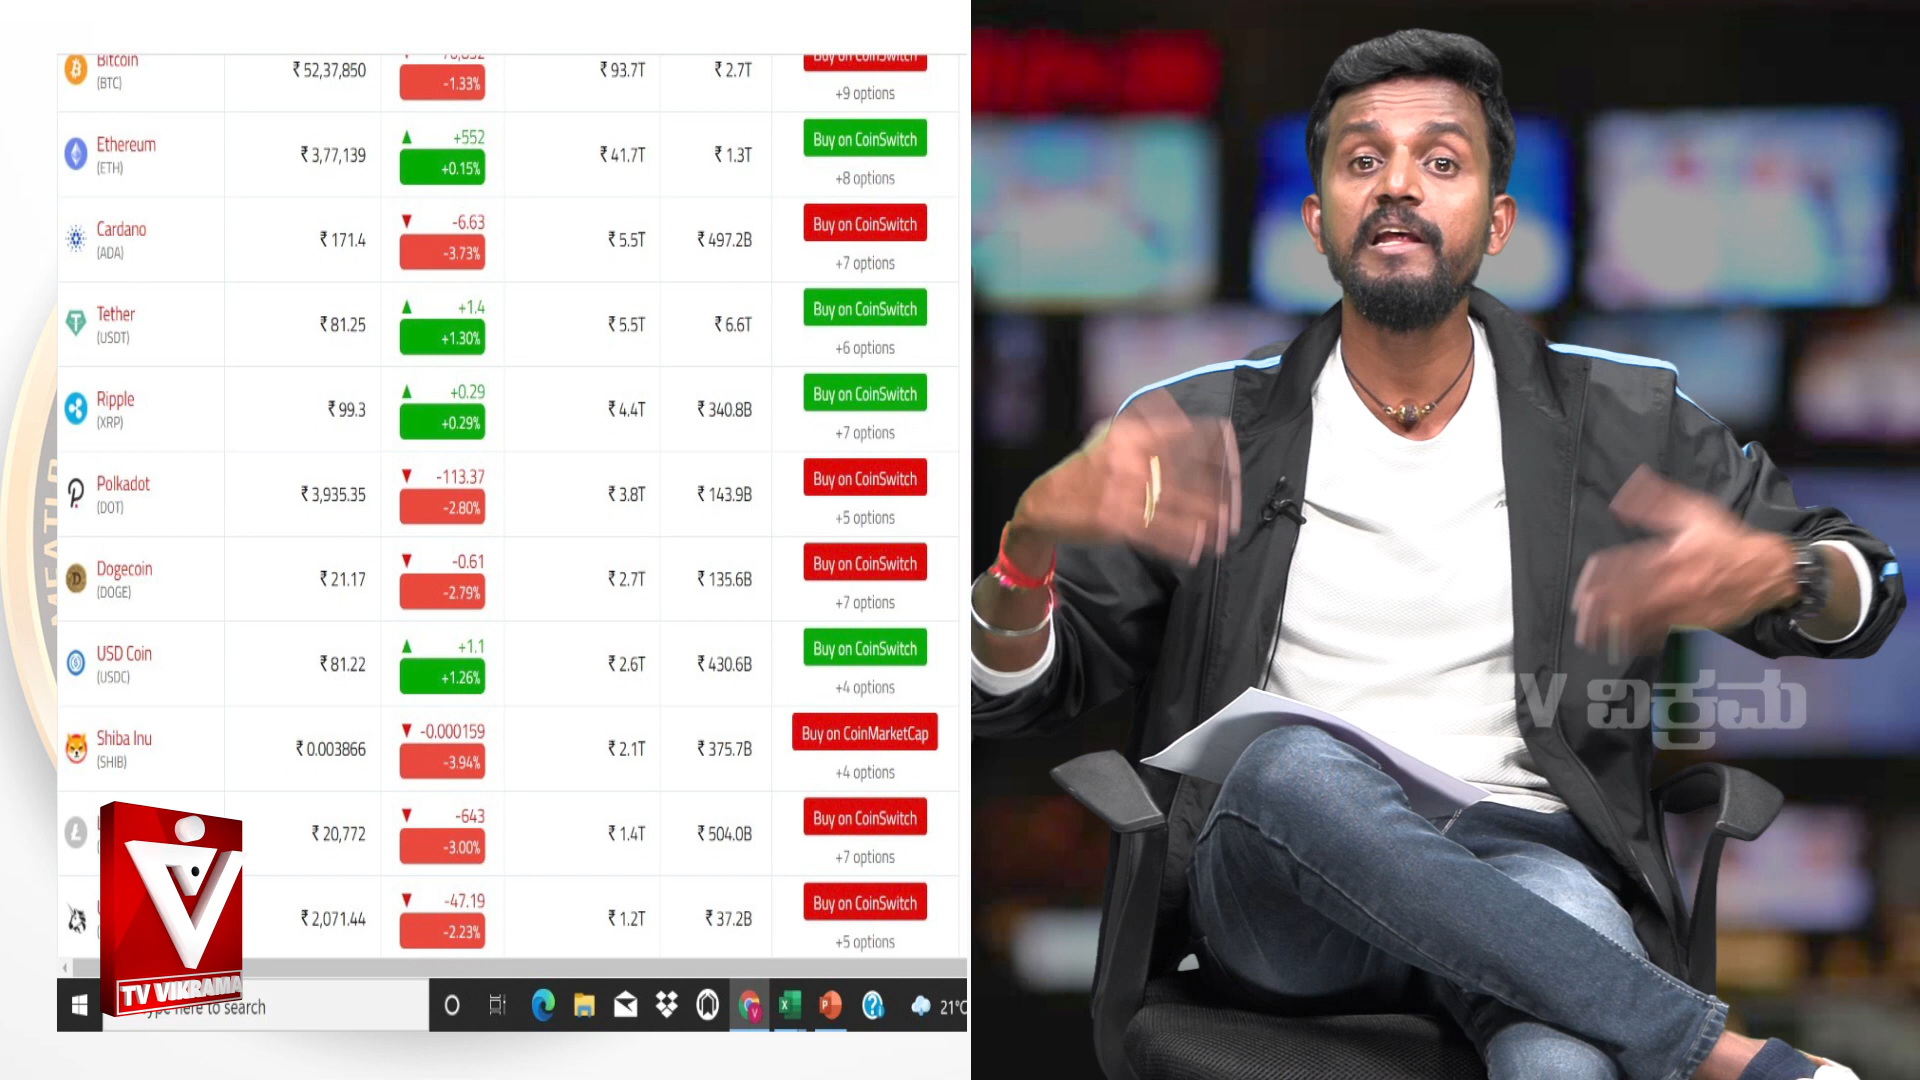 Bitcoin
(BTC)
₹ 52,37,850
-1.33%
₹ 93.7T
₹ 2.7T
+9 options
Ethereum
(ETH)
₹ 3,77,139
+552
+0.15%
₹ 41.7T
₹ 1.3T
Buy on CoinSwitch
+8 options
Cardano
(ADA)
₹ 171.4
-6.63
-3.73%
₹ 5.5T
₹ 497.2B
Buy on CoinSwitch
+7 options
Tether
(USDT)
₹ 81.25
+1.4
+1.30%
₹ 5.5T
₹ 6.6T
Buy on CoinSwitch
+6 options
Ripple
(XRP)
₹ 99.3
+0.29
+0.29%
₹ 4.4T
₹ 340.8B
Buy on CoinSwitch
+7 options
Polkadot
(DOT)
₹ 3,935.35
-113.37
-2.80%
₹ 3.8T
₹ 143.9B
Buy on CoinSwitch
+5 options
Dogecoin
(DOGE)
₹ 21.17
-0.61
-2.79%
₹ 2.7T
₹ 135.6B
Buy on CoinSwitch
+7 options
USD Coin
(USDC)
₹ 81.22
+1.1
+1.26%
₹ 2.6T
₹ 430.6B
Buy on CoinSwitch
+4 options
Shiba Inu
(SHIB)
₹ 0.003866
-0.000159
-3.94%
₹ 2.1T
₹ 375.7B
Buy on CoinMarketCap
+4 options
₹ 20,772
-643
-3.00%
₹ 1.4T
₹ 504.0B
Buy on CoinSwitch
+7 options
₹ 2,071.44
-47.19
-2.23%
₹ 1.2T
₹ 37.2B
Buy on CoinSwitch
+5 options
TV VIKRAMA
here to search
21°C
V ವಿಕ್ರಮ